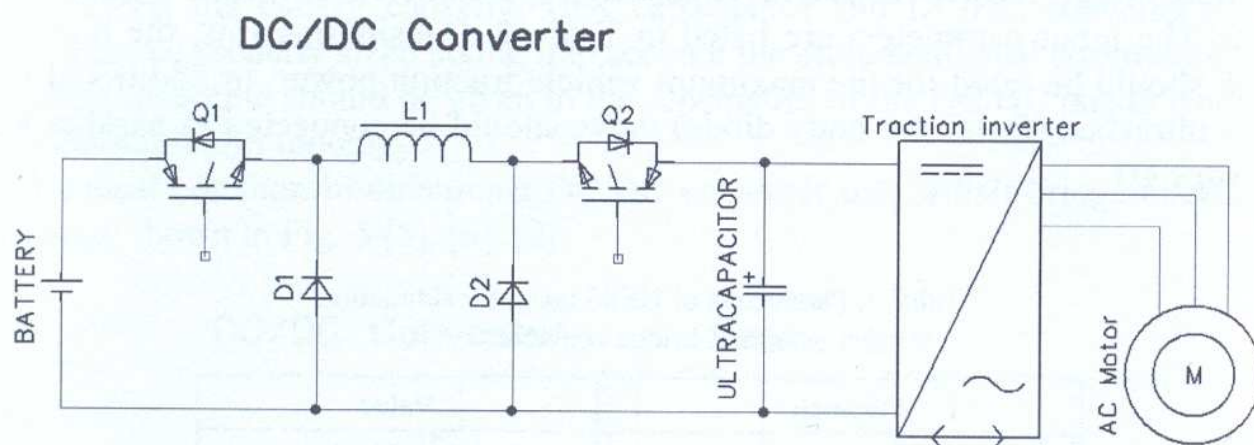 DC/DC Converter
Q1
L1
Q2
Traction inverter
BATTERY
D1
D2
ULTRACAPACITOR
+
AC Motor
M